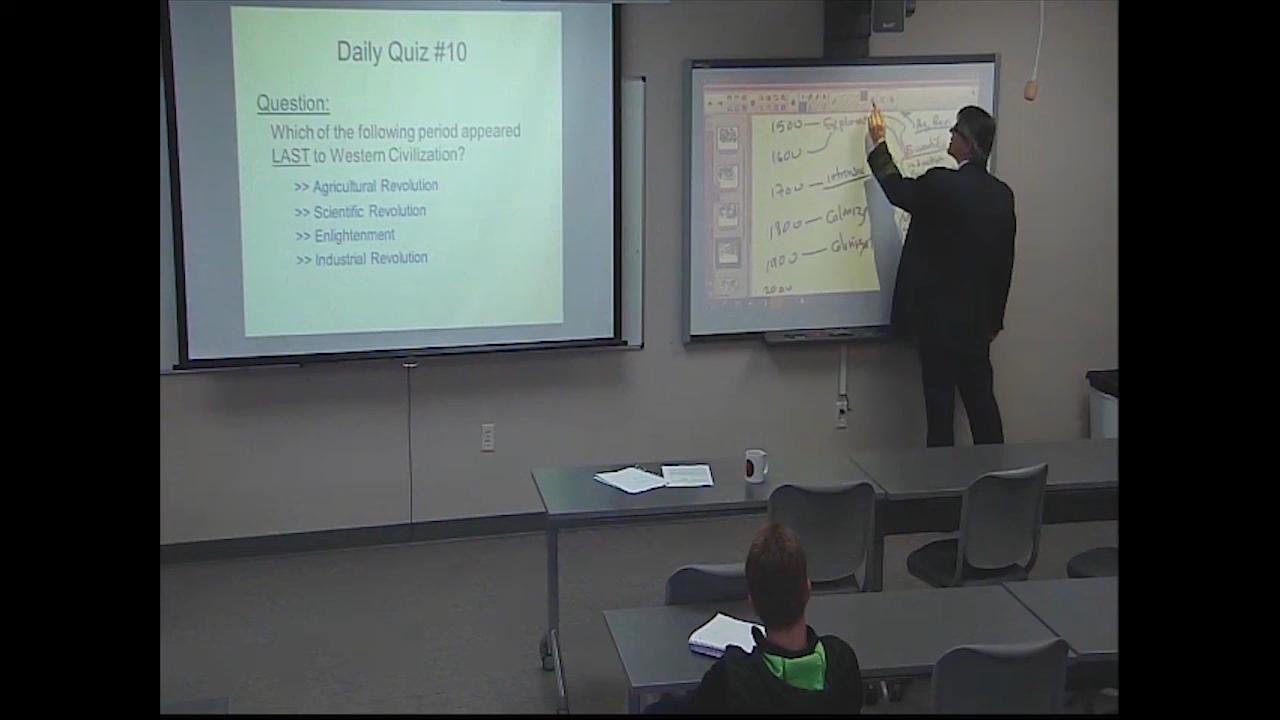 Daily Quiz #10
Question:
Which of the following period appeared
LAST to Western Civilization?
>> Agricultural Revolution
>> Scientific Revolution
>> Enlightenment
>> Industrial Revolution
1500 —
1600
1700 —
1800 —
1900 —
2000